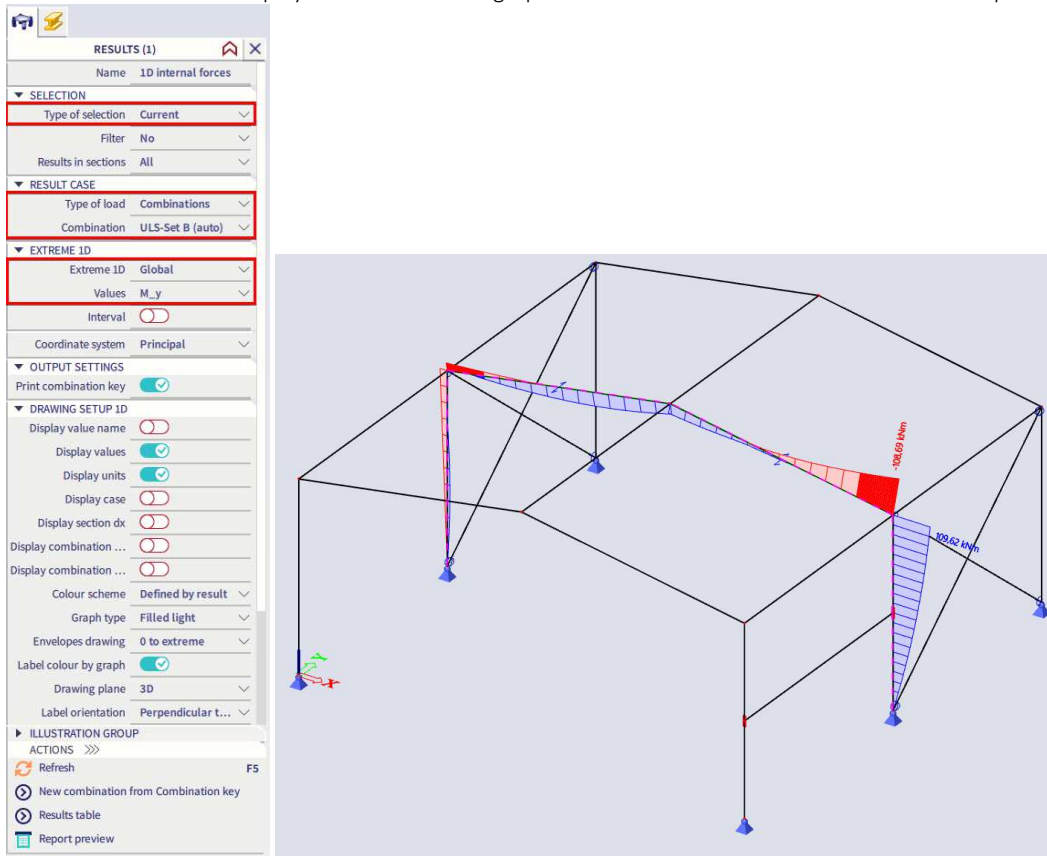 RESULTS (1)
Name 1D internal forces
SELECTION
Type of selection Current
Filter No
Results in sections All
RESULT CASE
Type of load Combinations
Combination ULS-Set B (auto)
EXTREME 1D
Extreme 1D Global
Values M_y
Interval
Coordinate system Principal
OUTPUT SETTINGS
Print combination key
DRAWING SETUP 1D
Display value name
Display values
Display units
Display case
Display section dx
Display combination ...
Display combination ...
Colour scheme Defined by result
Graph type Filled light
Envelopes drawing 0 to extreme
Label colour by graph
Drawing plane 3D
Label orientation Perpendicular t...
ILLUSTRATION GROUP
ACTIONS >>>
Refresh F5
New combination from Combination key
Results table
Report preview
-108,69 kNm
109,62 kNm
Y
X